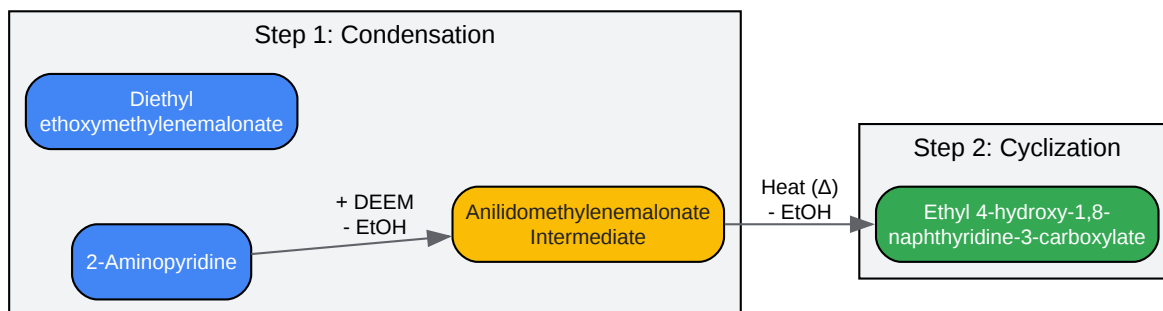 Step 1: Condensation
Diethyl
ethoxymethylenemalonate
2-Aminopyridine
+ DEEM
- EtOH
Anilidomethylenemalonate
Intermediate
Heat (Δ)
- EtOH
Step 2: Cyclization
Ethyl 4-hydroxy-1,8-
naphthyridine-3-carboxylate